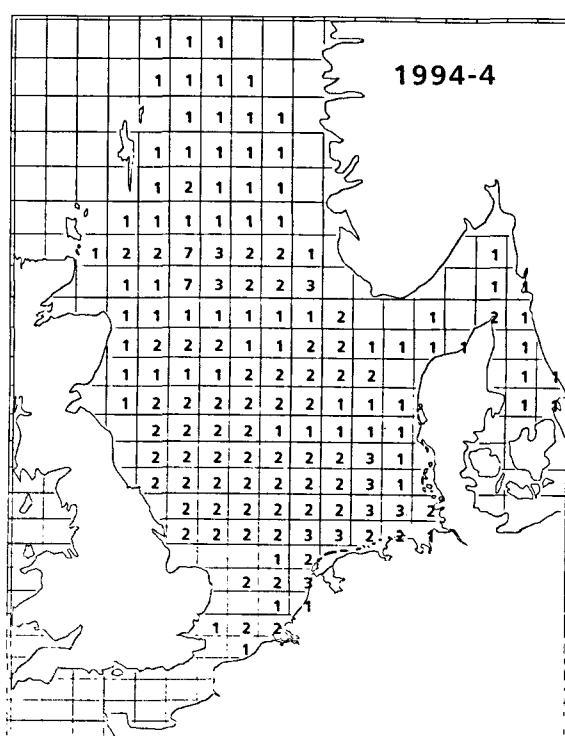 1 1 1
1994-4
1 1 1 1
1 1 1 1
1 1 1 1 1
1 2 1 1 1
1 1 1 1 1 1
1 2 2 7 3 2 2 1 1
1 1 7 3 2 2 3 1 1
1 1 1 1 1 1 1 2 1 2 1
1 2 2 2 1 1 2 2 1 1 1 1 1
1 1 1 1 2 2 2 2 2 1 1
1 2 2 2 2 2 2 1 1 1 1 1
2 2 2 2 1 1 1 1 1
2 2 2 2 2 2 2 3 1
2 2 2 2 2 2 2 3 1
2 2 2 2 2 2 3 3 2
2 2 2 2 3 3 2 2 1
1 2
2 2 3
1 1
1 2 2
1